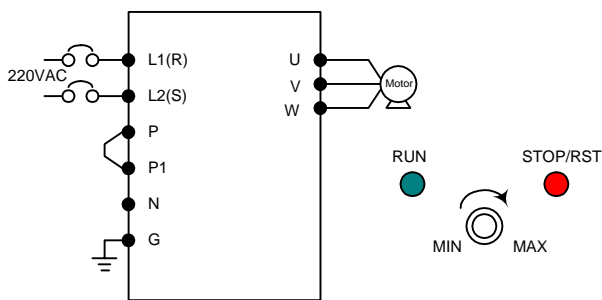 220VAC
L1(R)
L2(S)
P
P1
N
G
U
V
W
Motor
RUN
STOP/RST
MIN
MAX